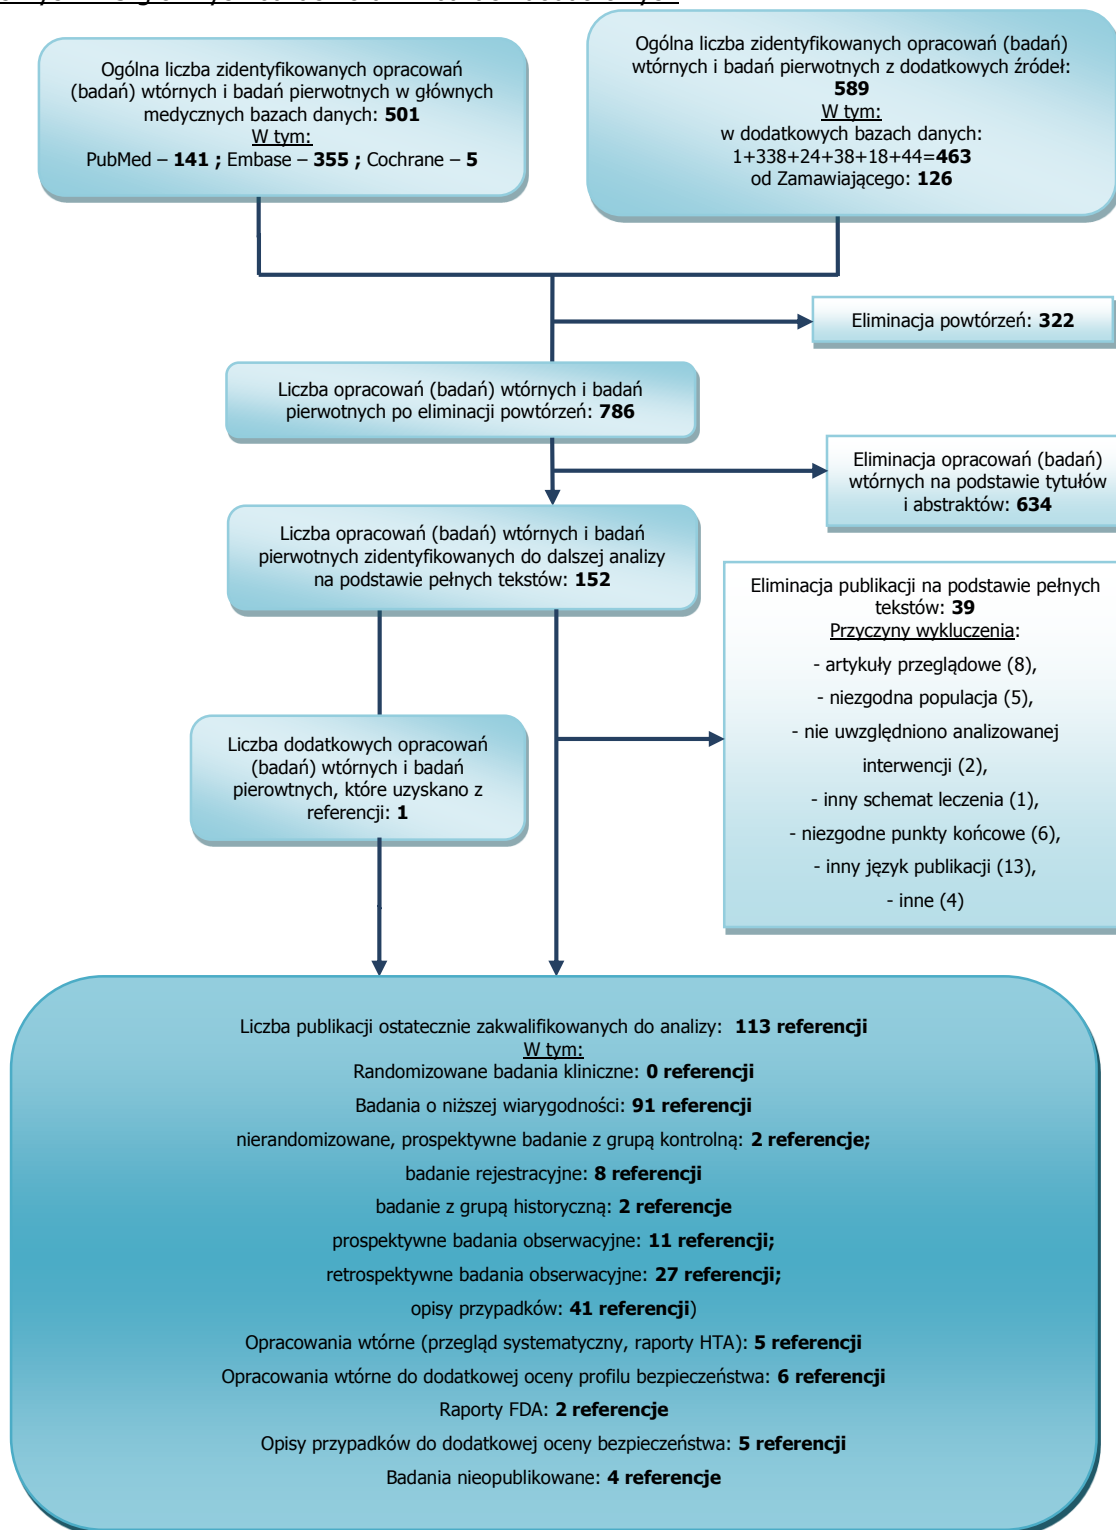 Ogólna liczba zidentyfikowanych opracowań
(badań) wtórnych i badań pierwotnych w głównych
medycznych bazach danych: 501
W tym:
PubMed – 141 ; Embase – 355 ; Cochrane – 5
Ogólna liczba zidentyfikowanych opracowań (badań)
wtórnych i badań pierwotnych z dodatkowych źródeł:
589
W tym:
w dodatkowych bazach danych:
1+338+24+38+18+44=463
od Zamawiającego: 126
Eliminacja powtórzeń: 322
Liczba opracowań (badań) wtórnych i badań
pierwotnych po eliminacji powtórzeń: 786
Eliminacja opracowań (badań)
wtórnych na podstawie tytułów
i abstraktów: 634
Liczba opracowań (badań) wtórnych i badań
pierwotnych zidentyfikowanych do dalszej analizy
na podstawie pełnych tekstów: 152
Eliminacja publikacji na podstawie pełnych
tekstów: 39
Przyczyny wykluczenia:
- artykuły przeglądowe (8),
- niezgodna populacja (5),
- nie uwzględniono analizowanej
interwencji (2),
- inny schemat leczenia (1),
- niezgodne punkty końcowe (6),
- inny język publikacji (13),
- inne (4)
Liczba dodatkowych opracowań
(badań) wtórnych i badań
pierowtnych, które uzyskano z
referencji: 1
Liczba publikacji ostatecznie zakwalifikowanych do analizy: 113 referencji
W tym:
Randomizowane badania kliniczne: 0 referencji
Badania o niższej wiarygodności: 91 referencji
nierandomizowane, prospektywne badanie z grupą kontrolną: 2 referencje;
badanie rejestracyjne: 8 referencji
badanie z grupą historyczną: 2 referencje
prospektywne badania obserwacyjne: 11 referencji;
retrospektywne badania obserwacyjne: 27 referencji;
opisy przypadków: 41 referencji)
Opracowania wtórne (przegląd systematyczny, raporty HTA): 5 referencji
Opracowania wtórne do dodatkowej oceny profilu bezpieczeństwa: 6 referencji
Raporty FDA: 2 referencje
Opisy przypadków do dodatkowej oceny bezpieczeństwa: 5 referencji
Badania nieopublikowane: 4 referencje